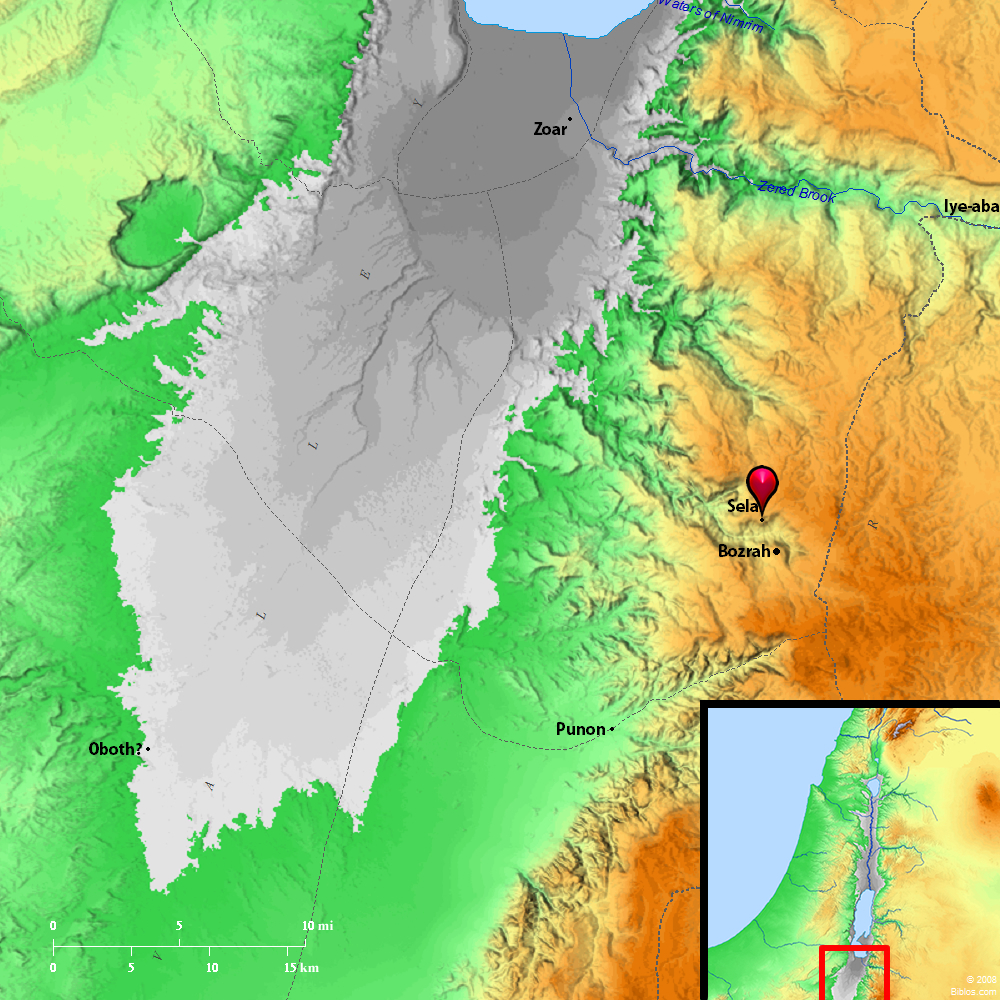 Waters of Nimrim
Y
Zoar
Zered Brook
Iye-aba
E
L
Sela
R
Bozrah
L
Punon
Oboth?
A
0 5 10 mi
V
0 5 10 15 km
© 2008
Biblos.com